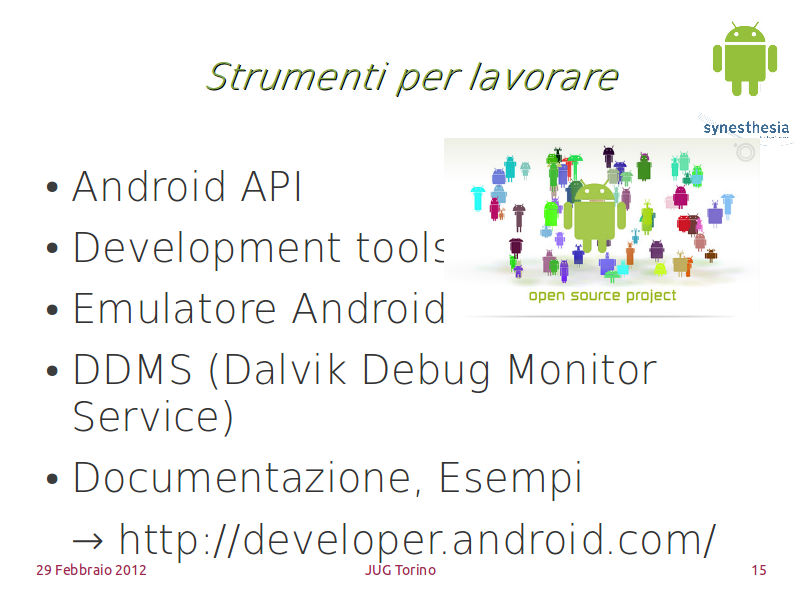 Strumenti per lavorare
synesthesia
• Android API
• Development tools
open source project
• Emulatore Android
• DDMS (Dalvik Debug Monitor
Service)
• Documentazione, Esempi
→ http://developer.android.com/
29 Febbraio 2012
JUG Torino
15